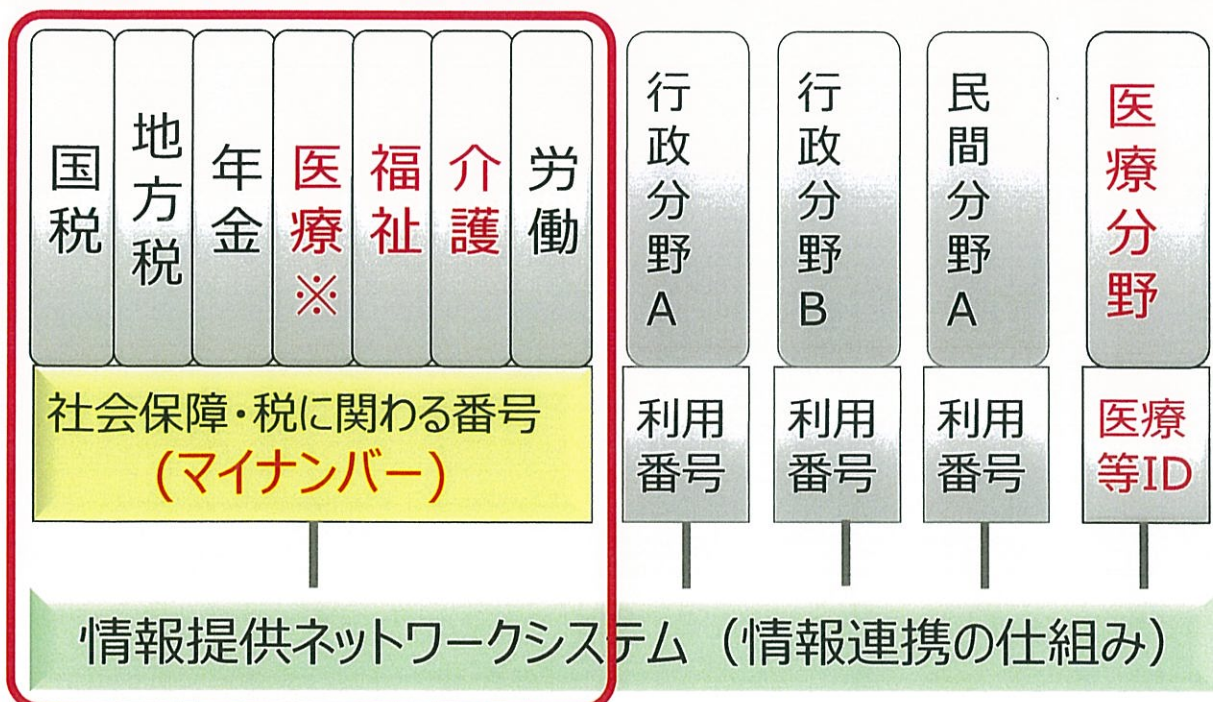 国税
地方税
年金
医療※
福祉
介護
労働
行政分野A
行政分野B
民間分野A
医療分野
社会保障・税に関わる番号
(マイナンバー)
利用
番号
利用
番号
利用
番号
医療
等ID
情報提供ネットワークシステム（情報連携の仕組み）